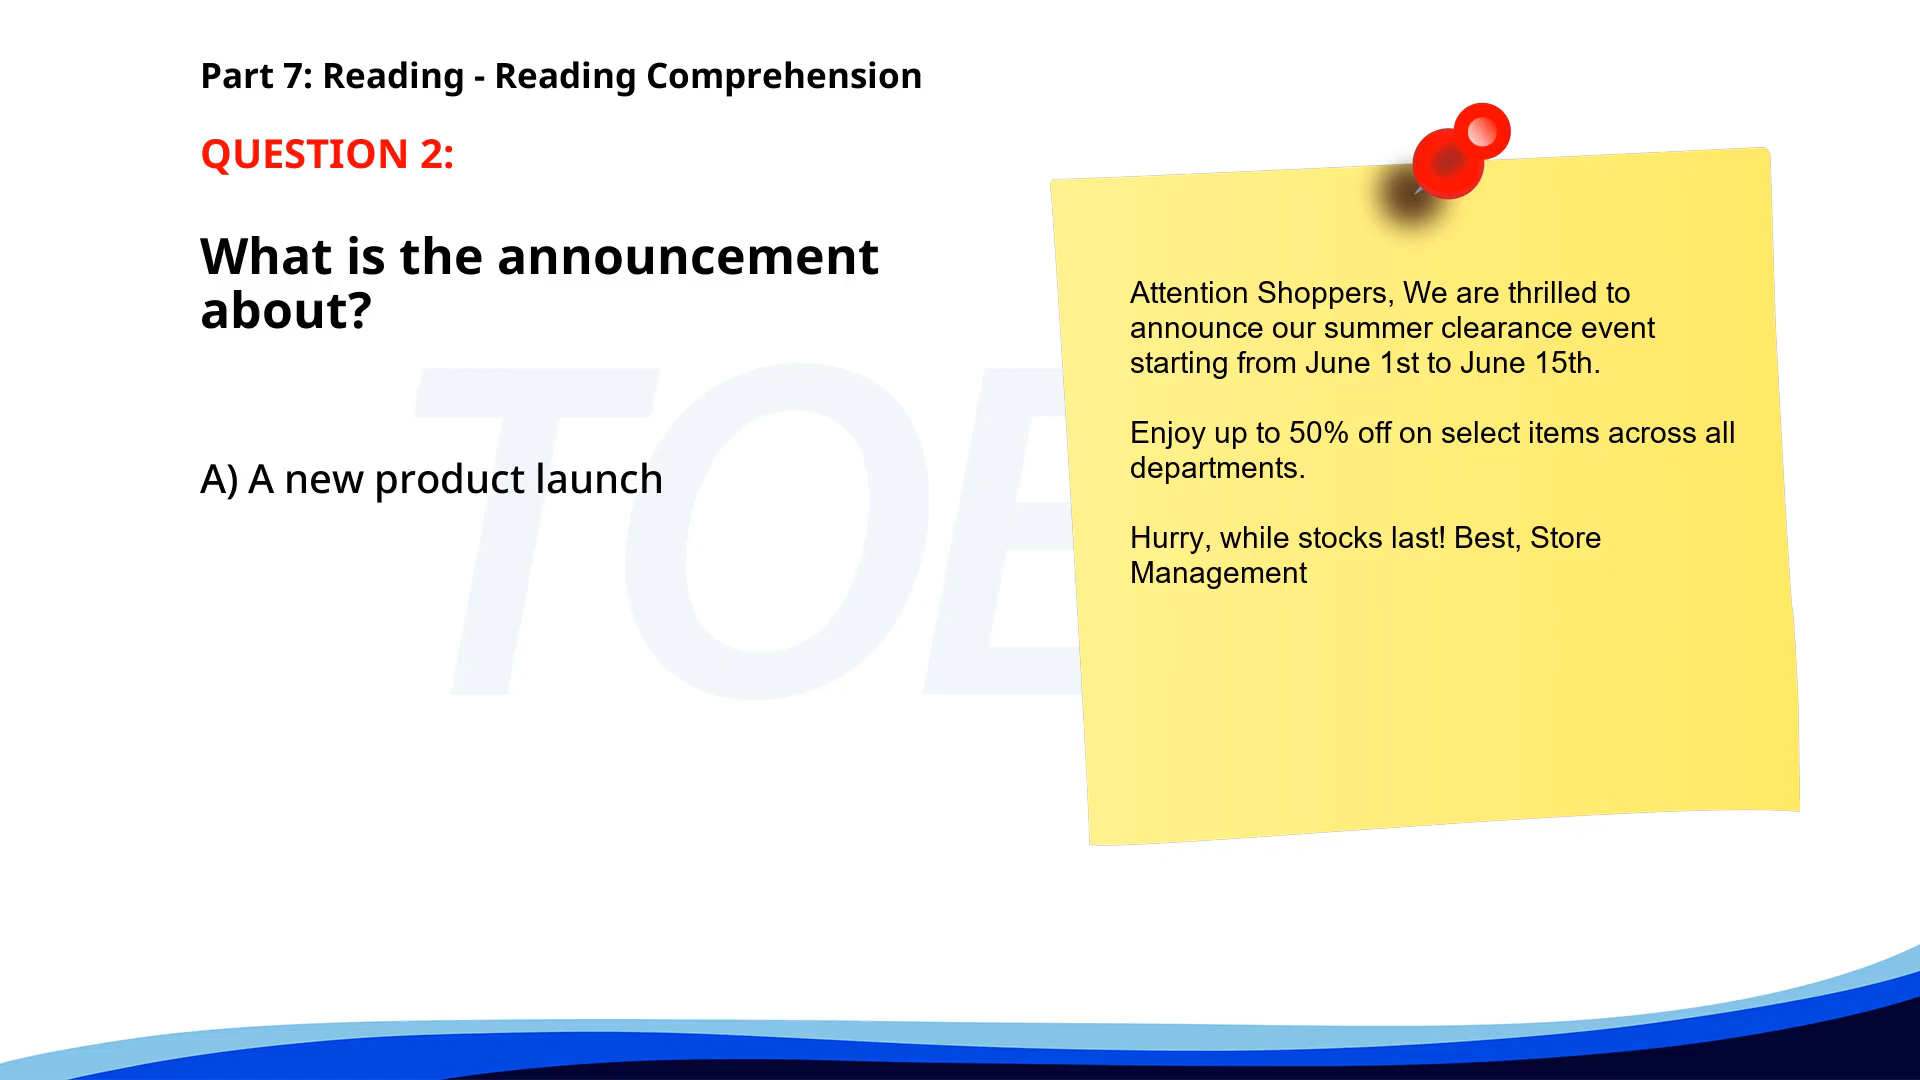 Part 7: Reading - Reading Comprehension
QUESTION 2:
What is the announcement
about?
A) A new product launch
Attention Shoppers, We are thrilled to
announce our summer clearance event
starting from June 1st to June 15th.
Enjoy up to 50% off on select items across all
departments.
Hurry, while stocks last! Best, Store
Management